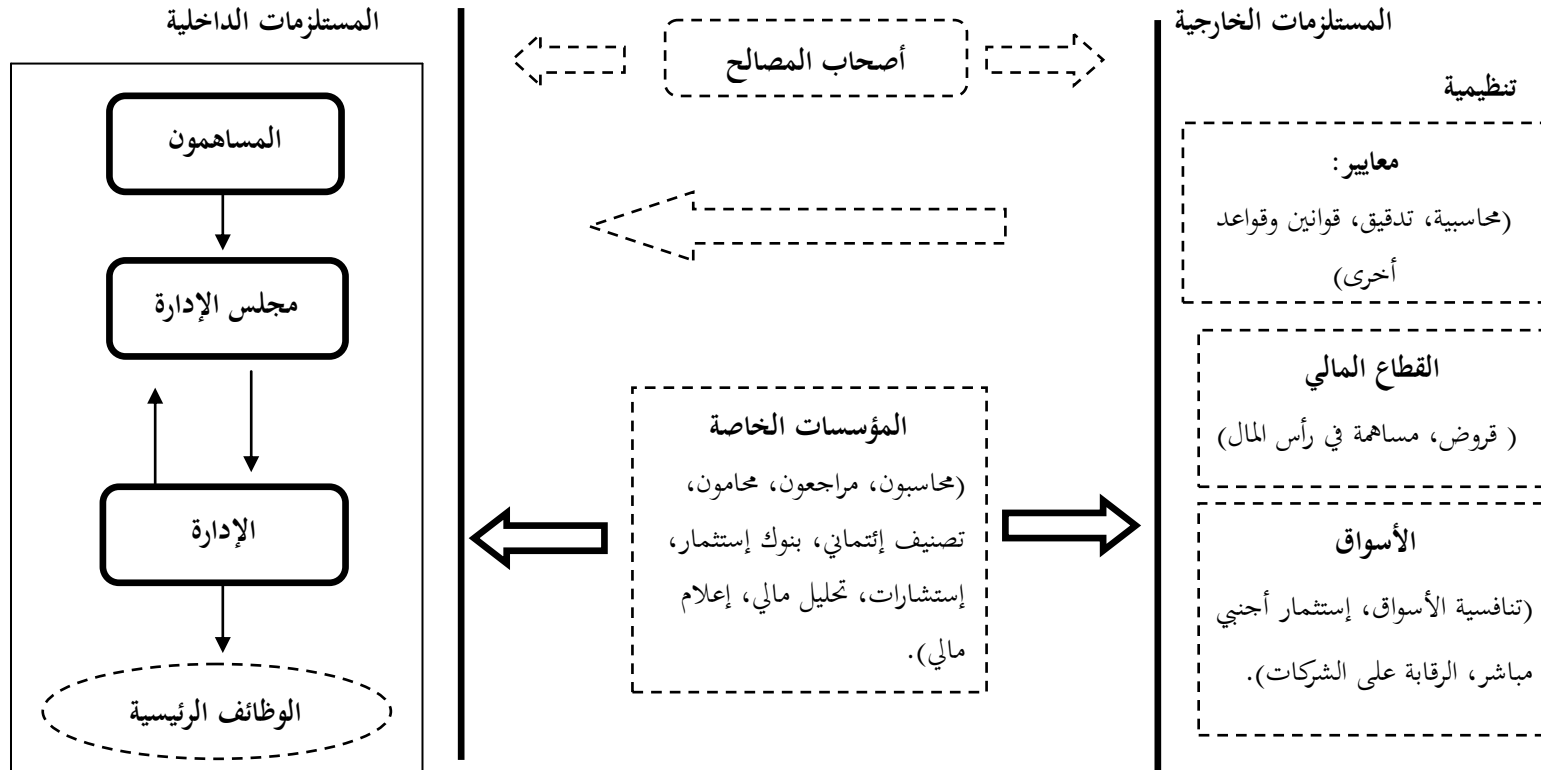 المستلزمات الخارجية
تنظيمية
معايير:
(محاسبية، تدقيق، قوانين وقواعد
أخرى)
القطاع المالي
( قروض، مساهمة في رأس المال)
الأسواق
(تنافسية الأسواق، إستثمار أجنبي
مباشر، الرقابة على الشركات).
أصحاب المصالح
المؤسسات الخاصة
(محاسبون، مراجعون، محامون،
تصنيف إئتماني، بنوك إستثمار،
إستشارات، تحليل مالي، إعلام
مالي).
المستلزمات الداخلية
المساهمون
مجلس الإدارة
الإدارة
الوظائف الرئيسية